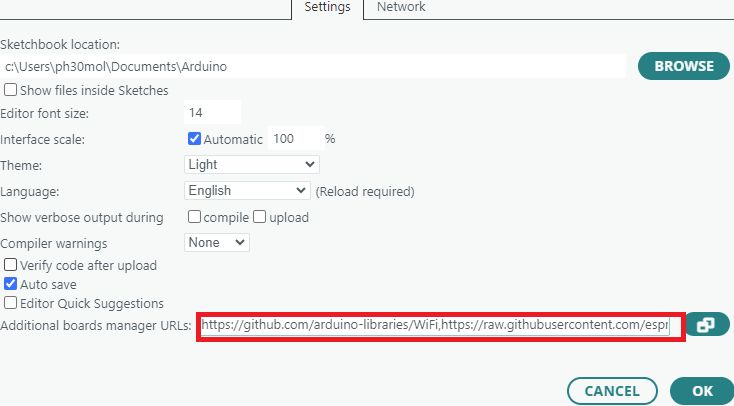 Settings Network
Sketchbook location:
c:\Users\ph30mol\Documents\Arduino BROWSE
Show files inside Sketches
Editor font size: 14
Interface scale: Automatic 100 %
Theme: Light
Language: English (Reload required)
Show verbose output during compile upload
Compiler warnings None
Verify code after upload
Auto save
Editor Quick Suggestions
Additional boards manager URLs: https://github.com/arduino-libraries/WiFi,https://raw.githubusercontent.com/espr
CANCEL OK